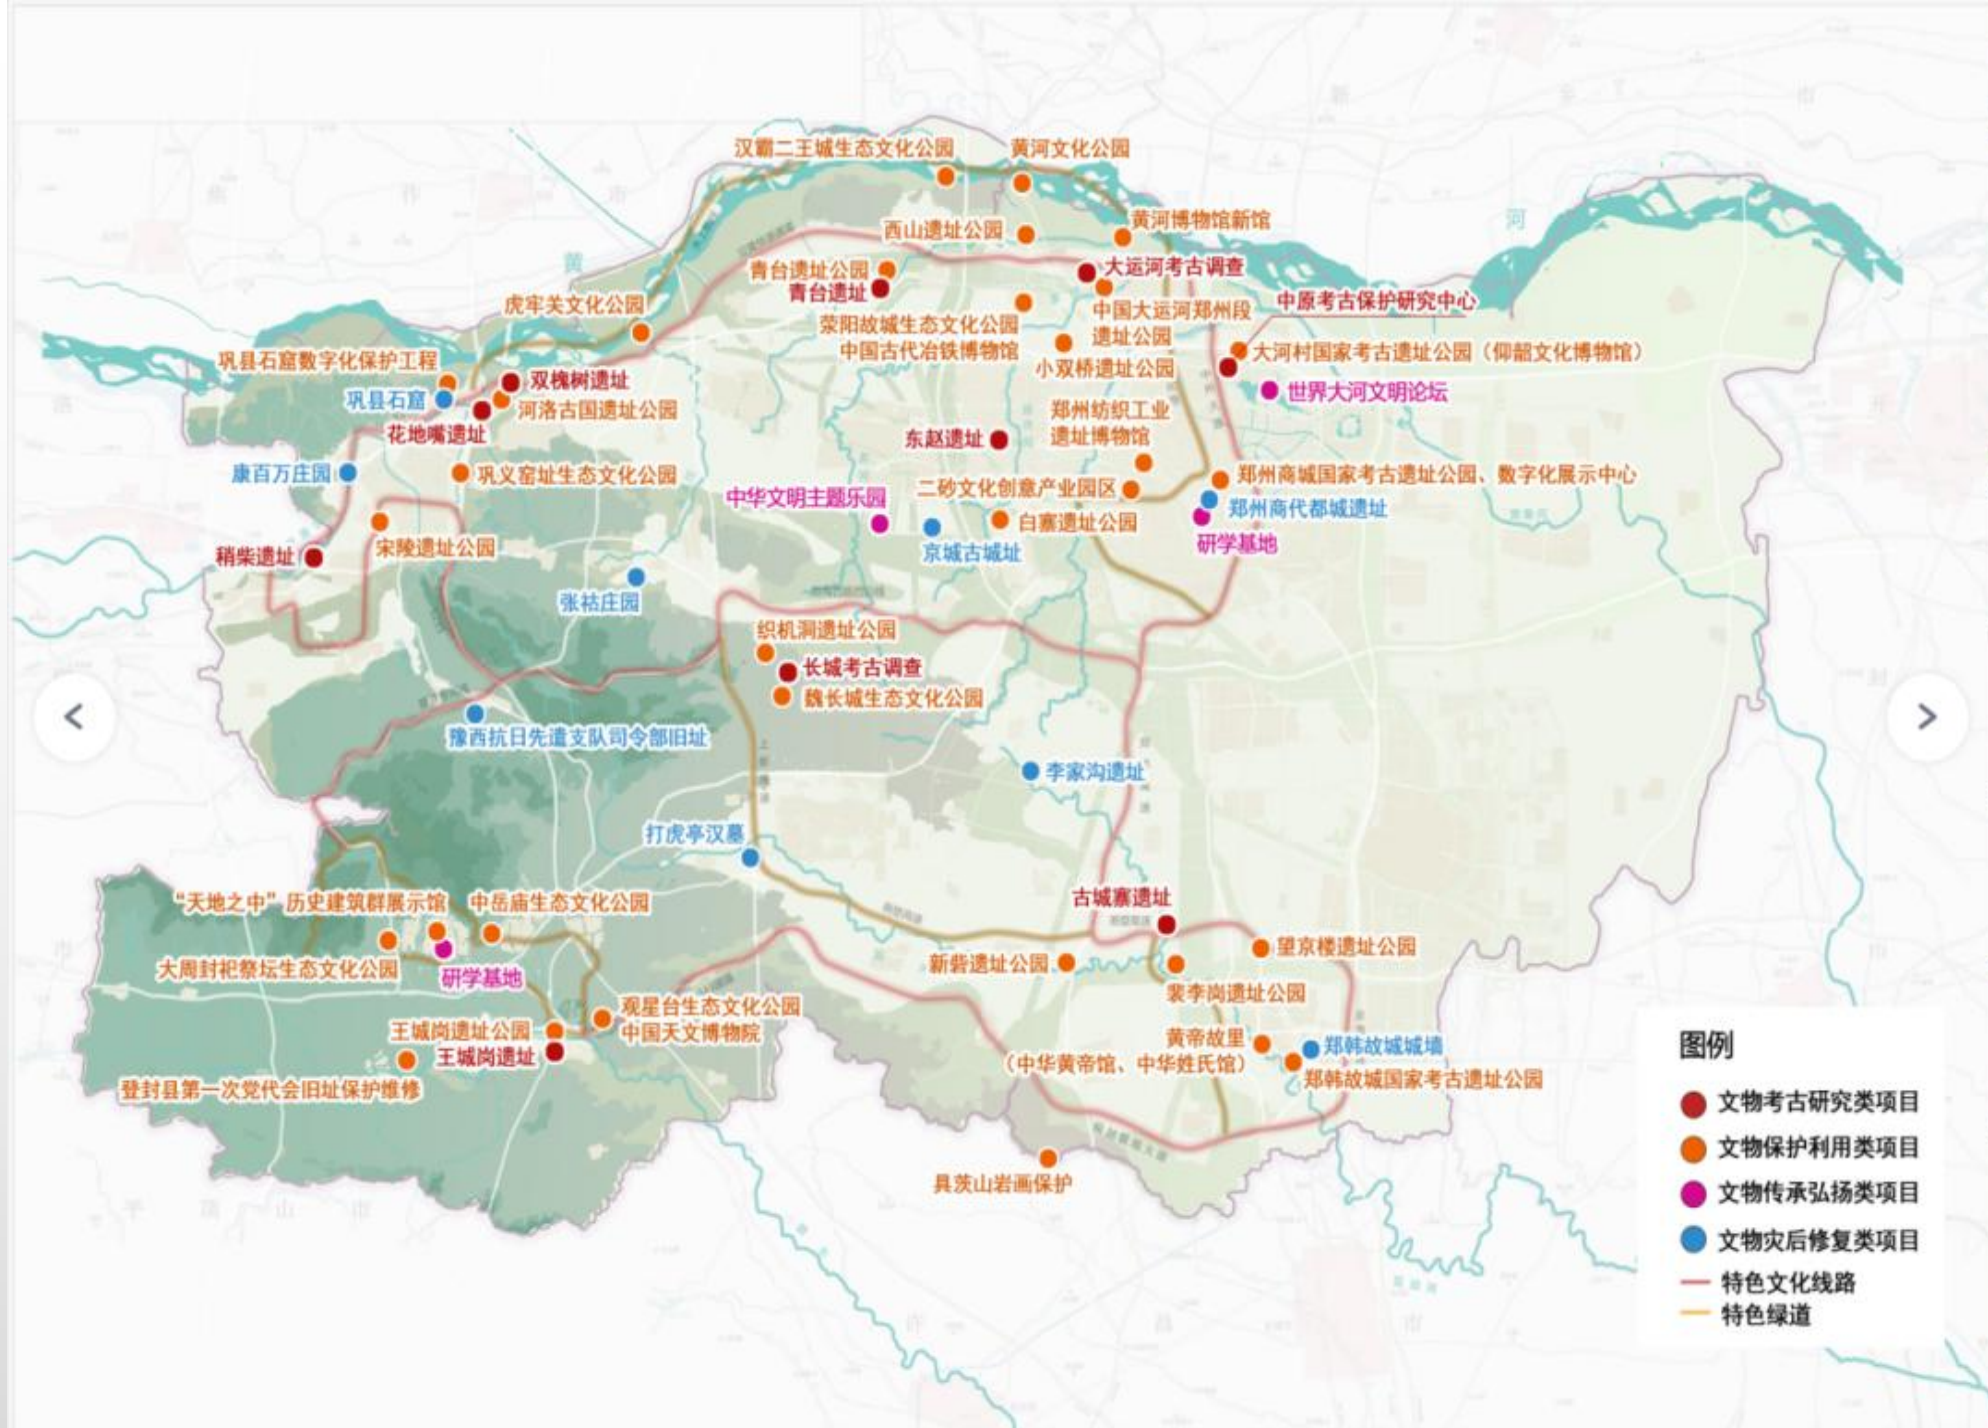 汉霸二王城生态文化公园
黄河文化公园
西山遗址公园
黄河博物馆新馆
青台遗址公园
青台遗址
大运河考古调查
中国大运河郑州段
遗址公园
中原考古保护研究中心
虎牢关文化公园
荥阳故城生态文化公园
中国古代冶铁博物馆
小双桥遗址公园
大河村国家考古遗址公园（仰韶文化博物馆）
世界大河文明论坛
巩县石窟数字化保护工程
巩县石窟
双槐树遗址
河洛古国遗址公园
花地嘴遗址
郑州纺织工业
遗址博物馆
东赵遗址
康百万庄园
巩义窑址生态文化公园
中华文明主题乐园
二砂文化创意产业园区
郑州商城国家考古遗址公园、数字化展示中心
郑州商代都城遗址
研学基地
白寨遗址公园
京城古城址
宋陵遗址公园
稍柴遗址
张祜庄园
织机洞遗址公园
长城考古调查
魏长城生态文化公园
豫西抗日先遣支队司令部旧址
李家沟遗址
打虎亭汉墓
古城寨遗址
“天地之中”历史建筑群展示馆
中岳庙生态文化公园
大周封祀祭坛生态文化公园
研学基地
新砦遗址公园
望京楼遗址公园
裴李岗遗址公园
观星台生态文化公园
中国天文博物院
王城岗遗址公园
王城岗遗址
登封县第一次党代会旧址保护维修
黄帝故里
（中华黄帝馆、中华姓氏馆）
郑韩故城城墙
郑韩故城国家考古遗址公园
具茨山岩画保护
黄
河
图例
文物考古研究类项目
文物保护利用类项目
文物传承弘扬类项目
文物灾后修复类项目
特色文化线路
特色绿道